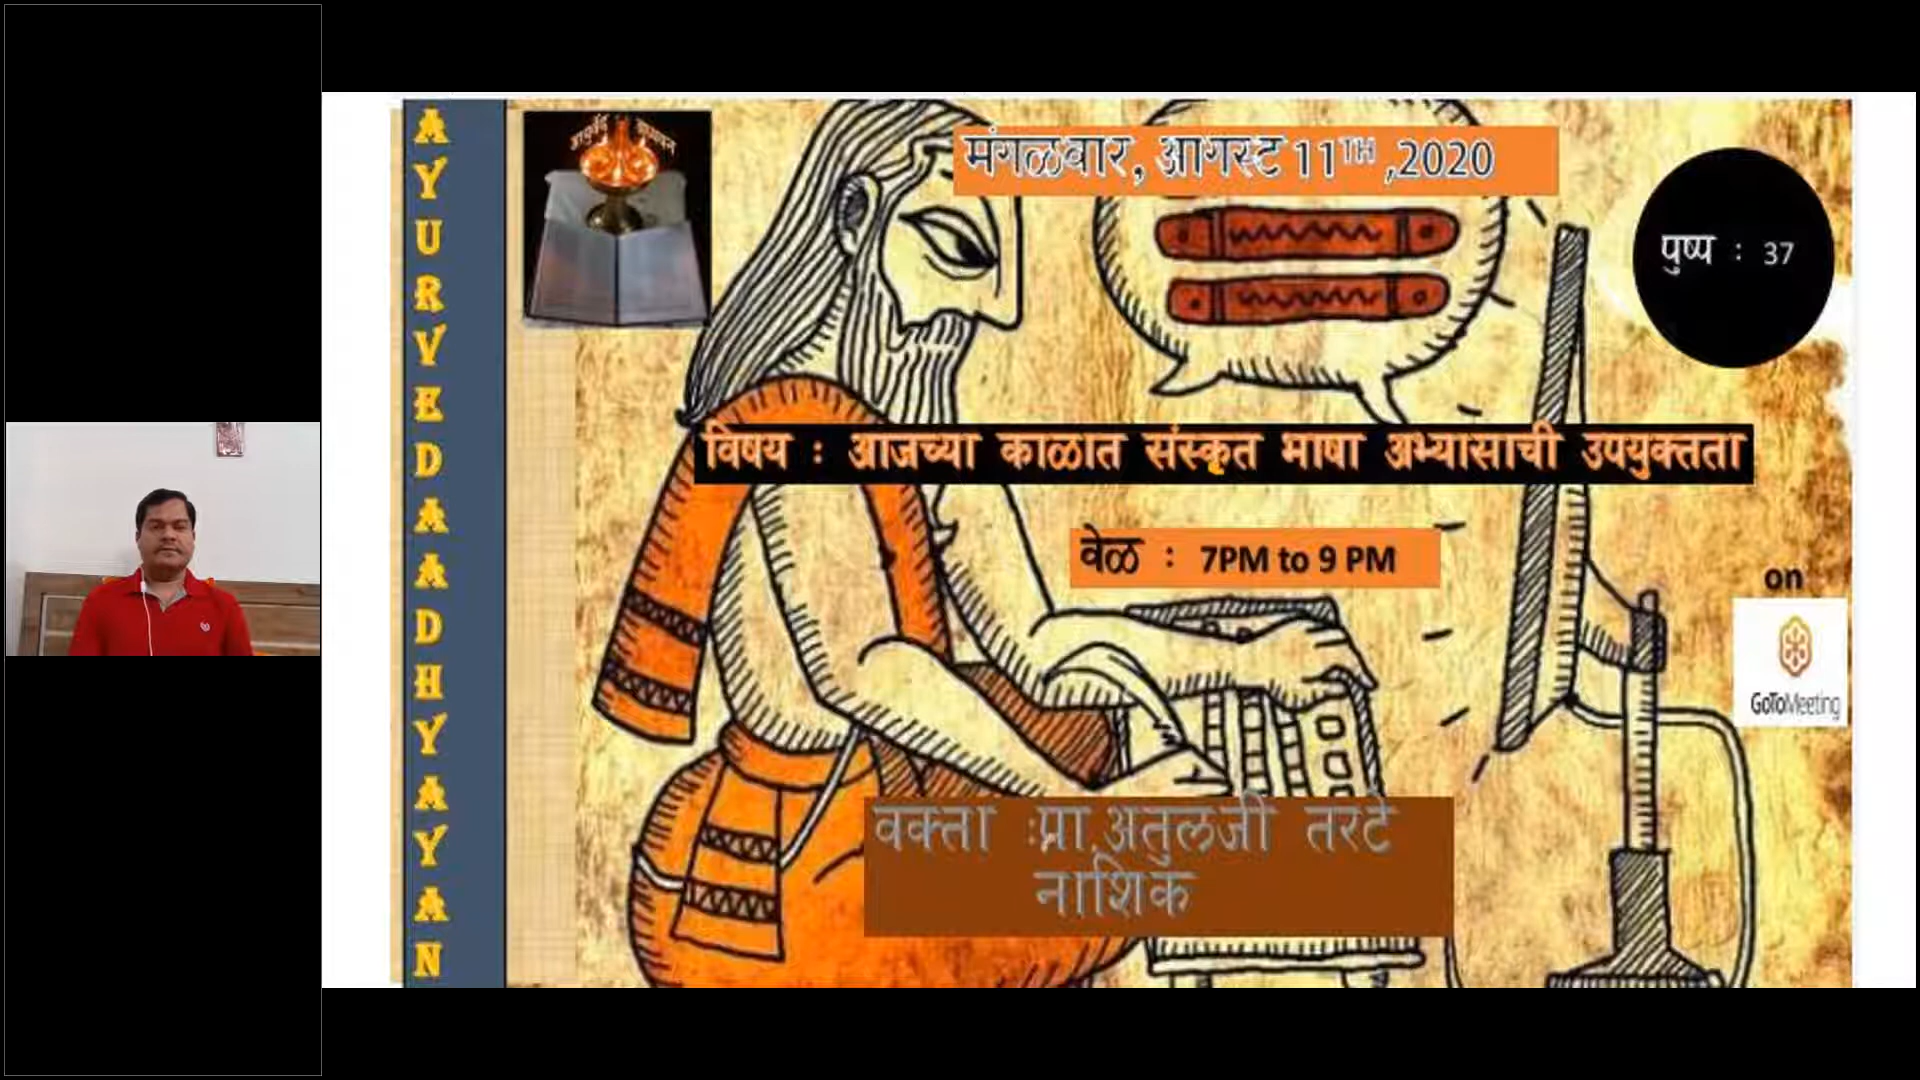 AYURVEDAADHYAYAN
मंगळवार, आगस्ट 11TH ,2020
पुष्प : 37
विषय : आजच्या काळात संस्कृत भाषा अभ्यासाची उपयुक्तता
वेळ : 7PM to 9 PM
on
GoToMeeting
वक्ता :प्रा.अतुलजी तरटे
नाशिक